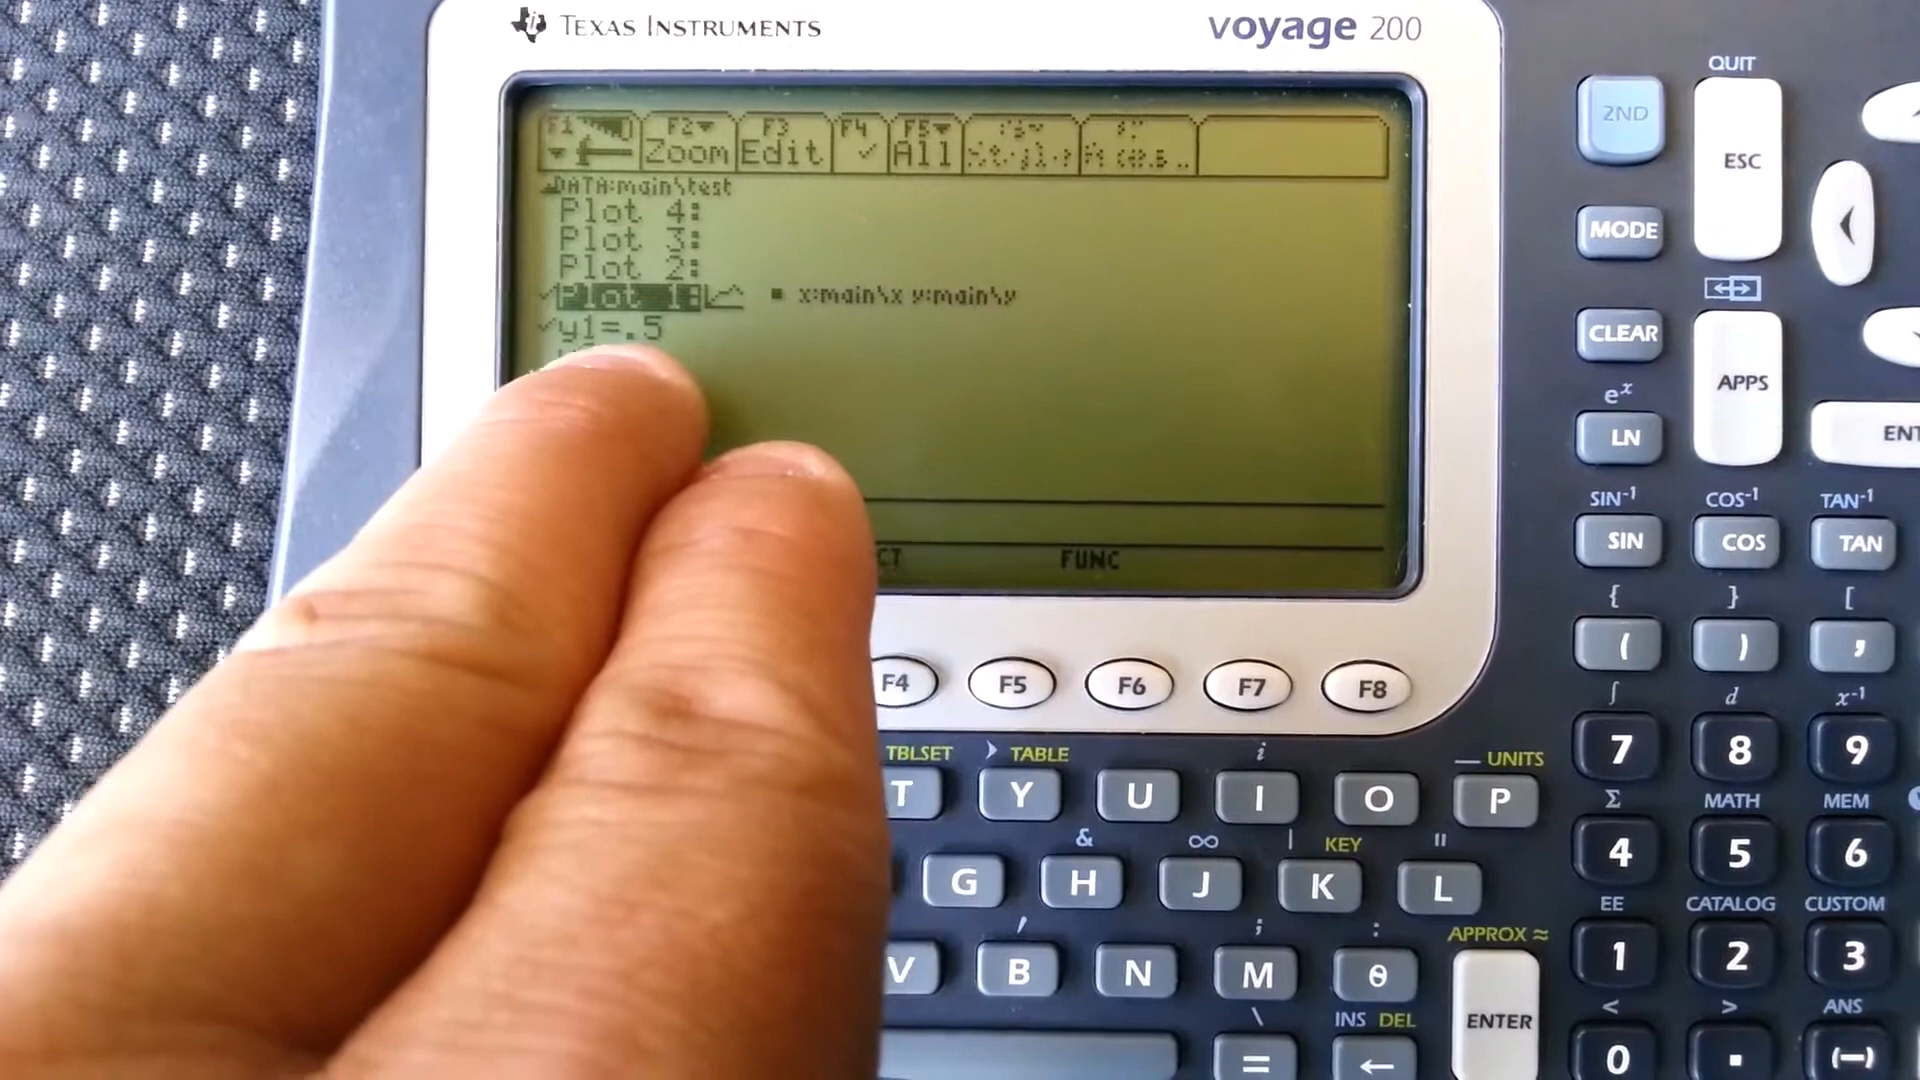 TEXAS INSTRUMENTS
voyage 200
F1 F2 F3 F4 F5
Zoom Edit ✓ All
DATA:main\test
Plot 4:
Plot 3:
Plot 2:
✓Plot 1: x:main\x y:main\y
✓y1=.5
FUNC
F4 F5 F6 F7 F8
QUIT
2ND ESC
MODE
CLEAR APPS
e^x
LN ENT
SIN⁻¹ COS⁻¹ TAN⁻¹
SIN COS TAN
{ } [
( ) ,
∫ d x⁻¹
7 8 9
Σ MATH MEM
4 5 6
EE CATALOG CUSTOM
1 2 3
< > ANS
0 . (−)
TBLSET TABLE i _ UNITS
T Y U I O P
& ∞ | KEY "
G H J K L
' ; : APPROX ≈
V B N M θ ENTER
\ INS DEL
= ←